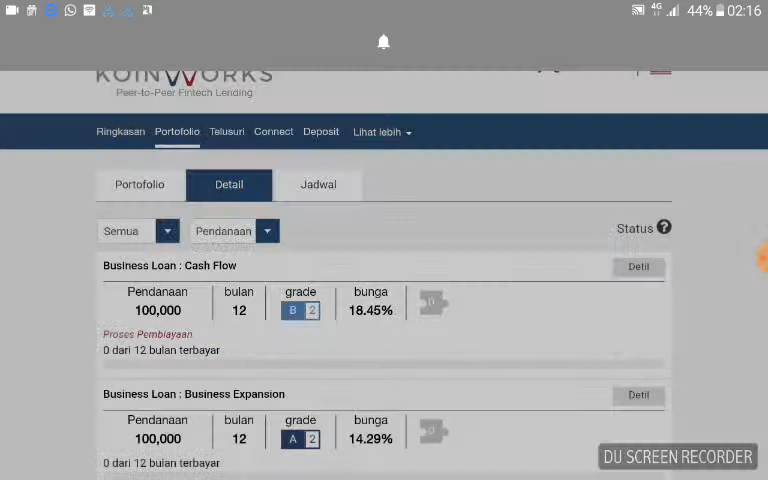 4G 44% 02:16
KOINWORKS
Peer-to-Peer Fintech Lending
Ringkasan Portofolio Telusuri Connect Deposit Lihat lebih
Portofolio Detail Jadwal
Semua Pendanaan Status ?
Business Loan : Cash Flow Detil
Pendanaan bulan grade bunga
100,000 12 B 2 18.45%
Proses Pembiayaan
0 dari 12 bulan terbayar
Business Loan : Business Expansion Detil
Pendanaan bulan grade bunga
100,000 12 A 2 14.29%
0 dari 12 bulan terbayar
DU SCREEN RECORDER